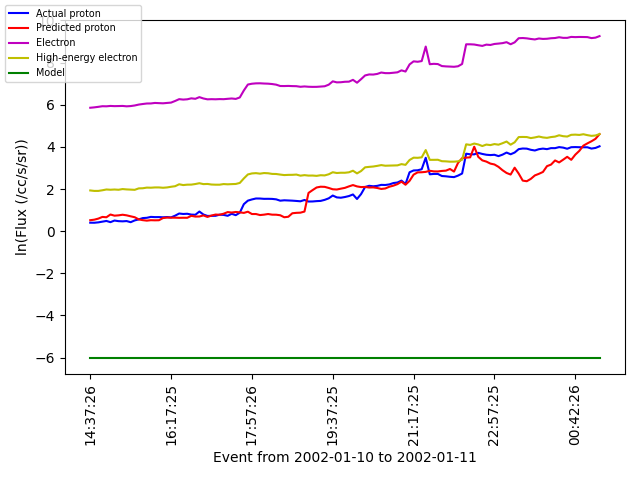 Actual proton
Predicted proton
Electron
High-energy electron
Model
6
4
2
0
−2
−4
−6
ln(Flux (/cc/s/sr))
14:37:26
16:17:25
17:57:26
19:37:25
21:17:25
22:57:25
00:42:26
Event from 2002-01-10 to 2002-01-11